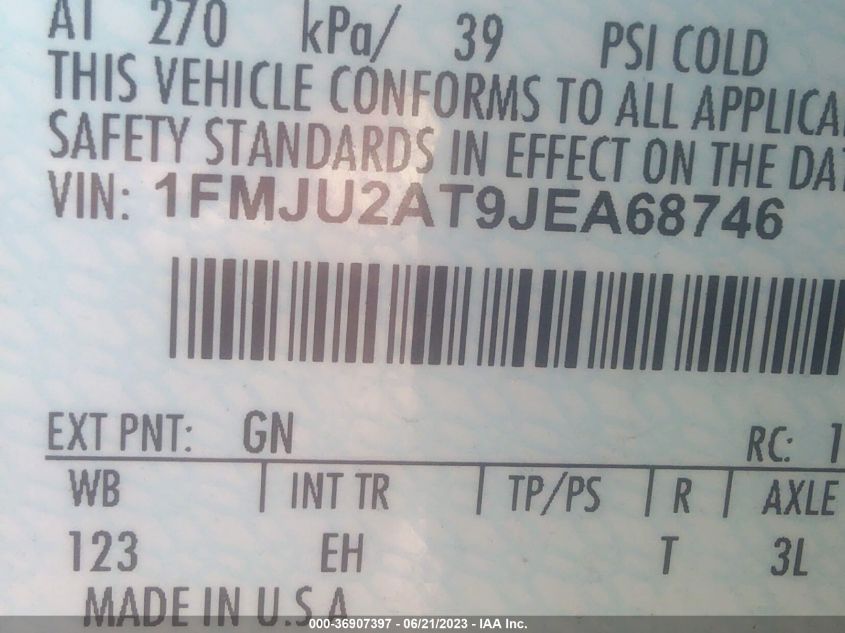 AT 270 kPa/ 39 PSI COLD
THIS VEHICLE CONFORMS TO ALL
SAFETY STANDARDS IN EFFECT ON THE
VIN: 1FMJU2AT9JEA68746
EXT PNT: GN RC: 1
WB INT TR TP/PS R AXLE
123 EH T 3L
MADE IN U.S.A
000-36907397 - 06/21/2023 - IAA Inc.